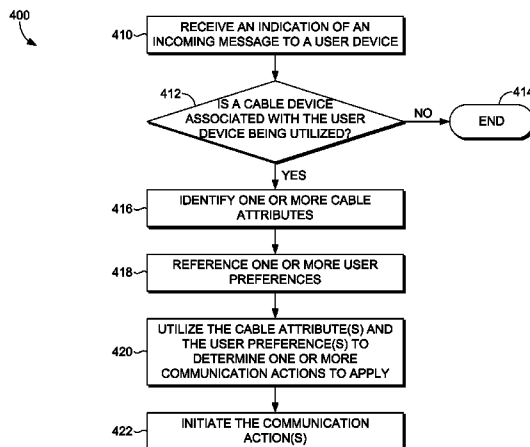 400
410
RECEIVE AN INDICATION OF AN
INCOMING MESSAGE TO A USER DEVICE
412
IS A CABLE DEVICE
ASSOCIATED WITH THE USER
DEVICE BEING UTILIZED?
NO
414
END
YES
416
IDENTIFY ONE OR MORE CABLE
ATTRIBUTES
418
REFERENCE ONE OR MORE USER
PREFERENCES
420
UTILIZE THE CABLE ATTRIBUTE(S) AND
THE USER PREFERENCE(S) TO
DETERMINE ONE OR MORE
COMMUNICATION ACTIONS TO APPLY
422
INITIATE THE COMMUNICATION
ACTION(S)